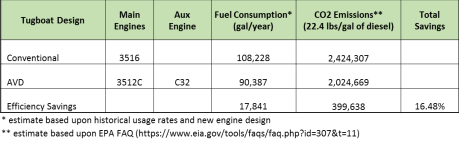 Tugboat Design Main Engines Aux Engine Fuel Consumption* (gal/year) CO2 Emissions** (22.4 lbs/gal of diesel) Total Savings
Conventional 3516 108,228 2,424,307
AVD 3512C C32 90,387 2,024,669
Efficiency Savings 17,841 399,638 16.48%
* estimate based upon historical usage rates and new engine design
** estimate based upon EPA FAQ (https://www.eia.gov/tools/faqs/faq.php?id=307&t=11)